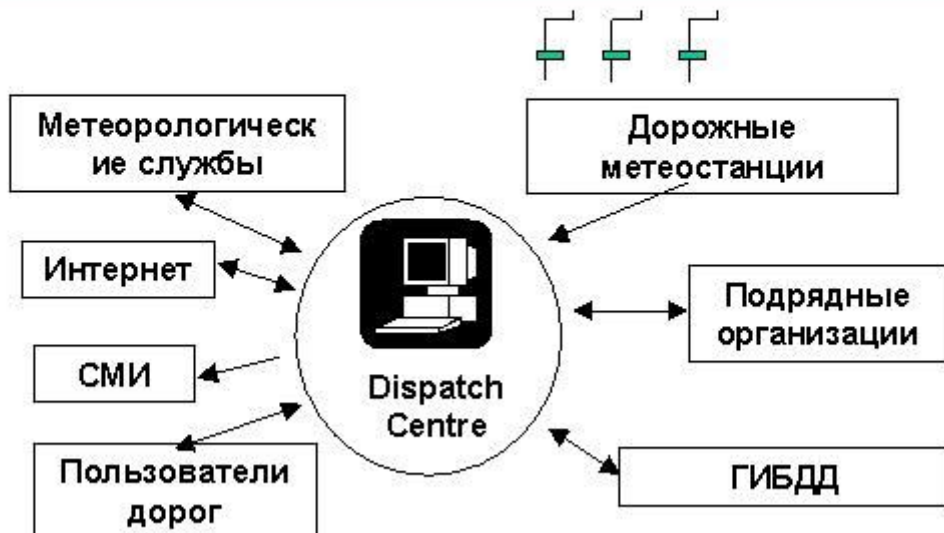 Метеорологическ
ие службы
Дорожные
метеостанции
Интернет
Подрядные
организации
СМИ
Dispatch
Centre
Пользователи
дорог
ГИБДД